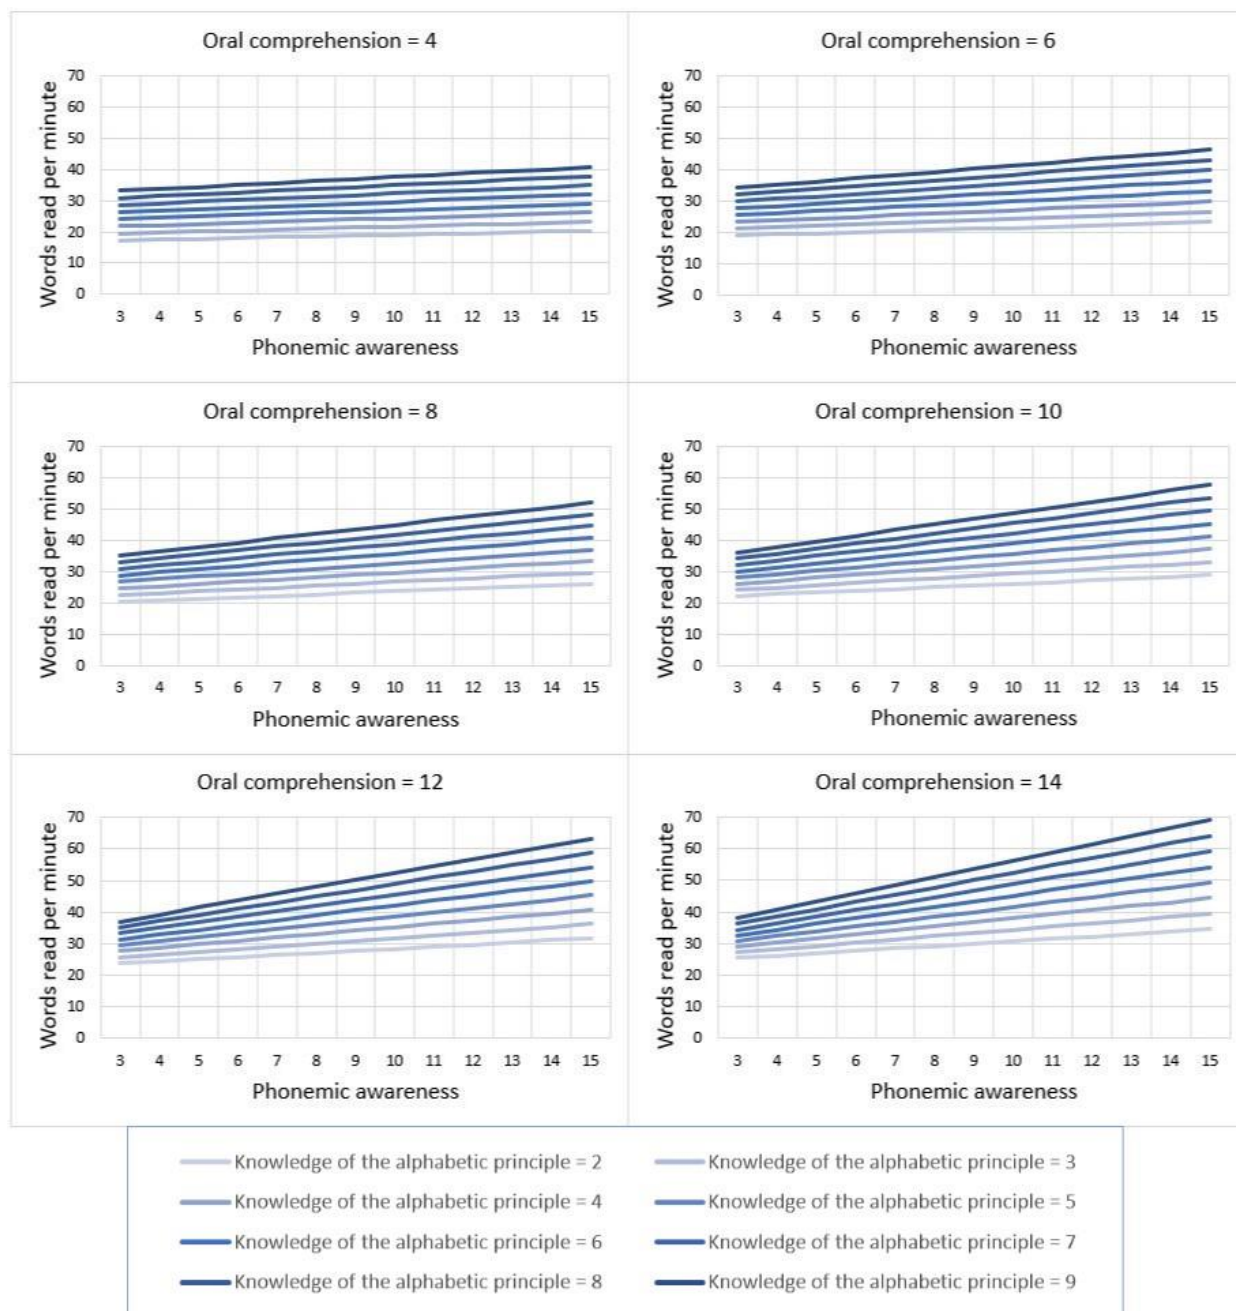 Oral comprehension = 4
Words read per minute
70
60
50
40
30
20
10
0
3 4 5 6 7 8 9 10 11 12 13 14 15
Phonemic awareness
Oral comprehension = 6
Words read per minute
70
60
50
40
30
20
10
0
3 4 5 6 7 8 9 10 11 12 13 14 15
Phonemic awareness
Oral comprehension = 8
Words read per minute
70
60
50
40
30
20
10
0
3 4 5 6 7 8 9 10 11 12 13 14 15
Phonemic awareness
Oral comprehension = 10
Words read per minute
70
60
50
40
30
20
10
0
3 4 5 6 7 8 9 10 11 12 13 14 15
Phonemic awareness
Oral comprehension = 12
Words read per minute
70
60
50
40
30
20
10
0
3 4 5 6 7 8 9 10 11 12 13 14 15
Phonemic awareness
Oral comprehension = 14
Words read per minute
70
60
50
40
30
20
10
0
3 4 5 6 7 8 9 10 11 12 13 14 15
Phonemic awareness
Knowledge of the alphabetic principle = 2
Knowledge of the alphabetic principle = 3
Knowledge of the alphabetic principle = 4
Knowledge of the alphabetic principle = 5
Knowledge of the alphabetic principle = 6
Knowledge of the alphabetic principle = 7
Knowledge of the alphabetic principle = 8
Knowledge of the alphabetic principle = 9